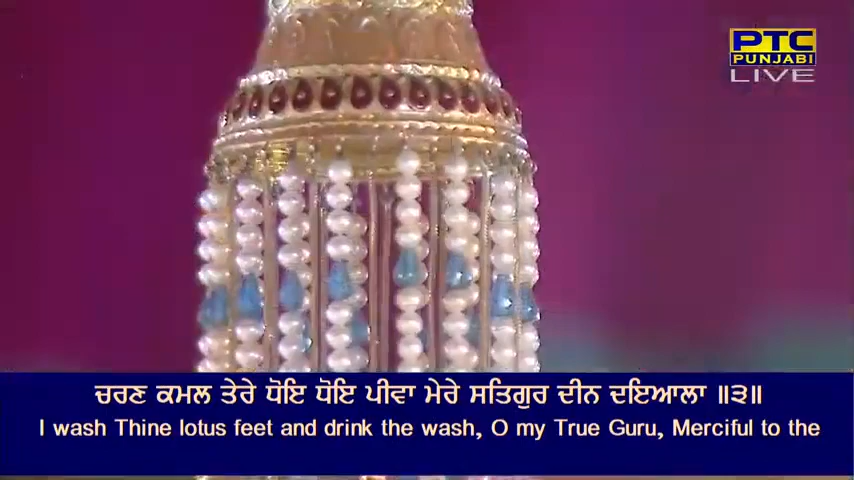 PTC
PUNJABI
LIVE
ਚਰਣ ਕਮਲ ਤੇਰੇ ਧੋਇ ਧੋਇ ਪੀਵਾ ਮੇਰੇ ਸਤਿਗੁਰ ਦੀਨ ਦਇਆਲਾ ॥੩॥
I wash Thine lotus feet and drink the wash, O my True Guru, Merciful to the